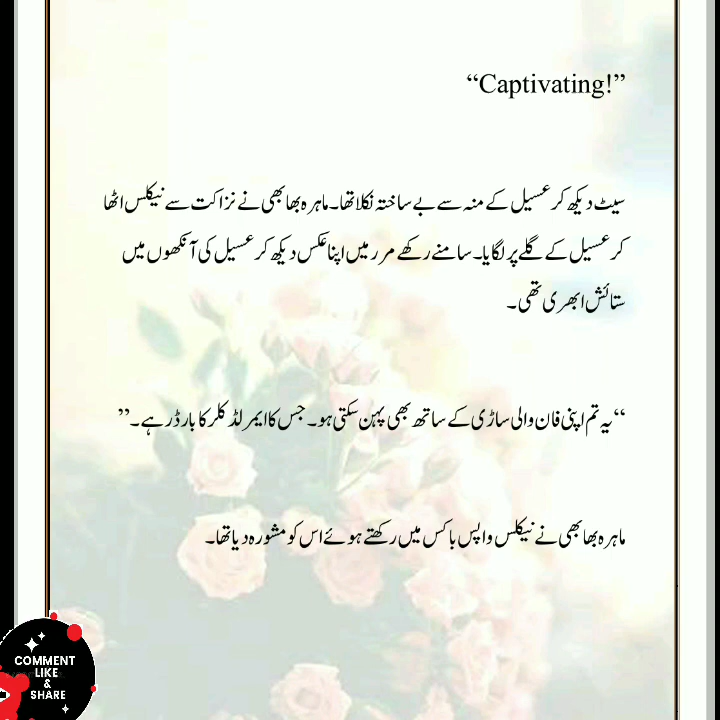 “Captivating!”
سیٹ دیکھ کر عسیل کے منہ سے بے ساختہ نکلا تھا۔ ماہرہ بھابھی نے نزاکت سے نیکلس اٹھا
کر عسیل کے گلے پر لگایا۔ سامنے رکھے مرر میں اپنا عکس دیکھ کر عسیل کی آنکھوں میں
ستائش ابھری تھی۔
“یہ تم اپنی فان والی ساڑی کے ساتھ بھی پہن سکتی ہو۔ جس کا ایمرلڈ کلر کا بارڈر ہے۔”
ماہرہ بھابھی نے نیکلس واپس باکس میں رکھتے ہوئے اس کو مشورہ دیا تھا۔
COMMENT
LIKE
&
SHARE